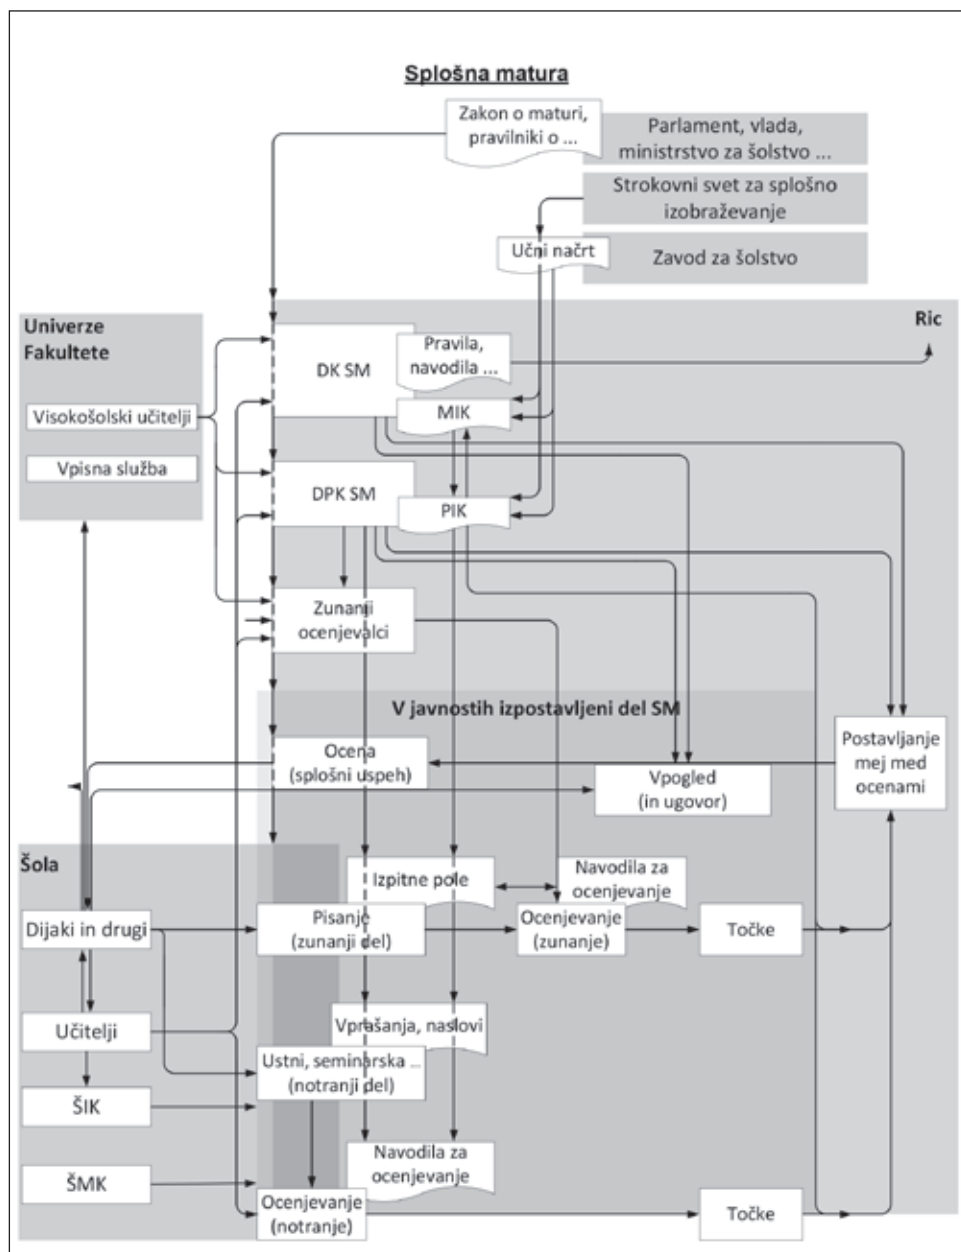 Splošna matura
Zakon o maturi,
pravilniki o ...
Parlament, vlada,
ministrstvo za šolstvo ...
Strokovni svet za splošno
izobraževanje
Učni načrt
Zavod za šolstvo
Univerze
Fakultete
Ric
DK SM
Pravila,
navodila ...
Visokošolski učitelji
MIK
Vpisna služba
DPK SM
PIK
Zunanji
ocenjevalci
V javnostih izpostavljeni del SM
Ocena
(splošni uspeh)
Vpogled
(in ugovor)
Postavljanje
mej med
ocenami
Šola
Izpitne pole
Navodila za
ocenjevanje
Dijaki in drugi
Pisanje
(zunanji del)
Ocenjevanje
(zunanje)
Točke
Učitelji
Vprašanja, naslovi
Ustni, seminarska ...
(notranji del)
ŠIK
Navodila za
ocenjevanje
ŠMK
Ocenjevanje
(notranje)
Točke